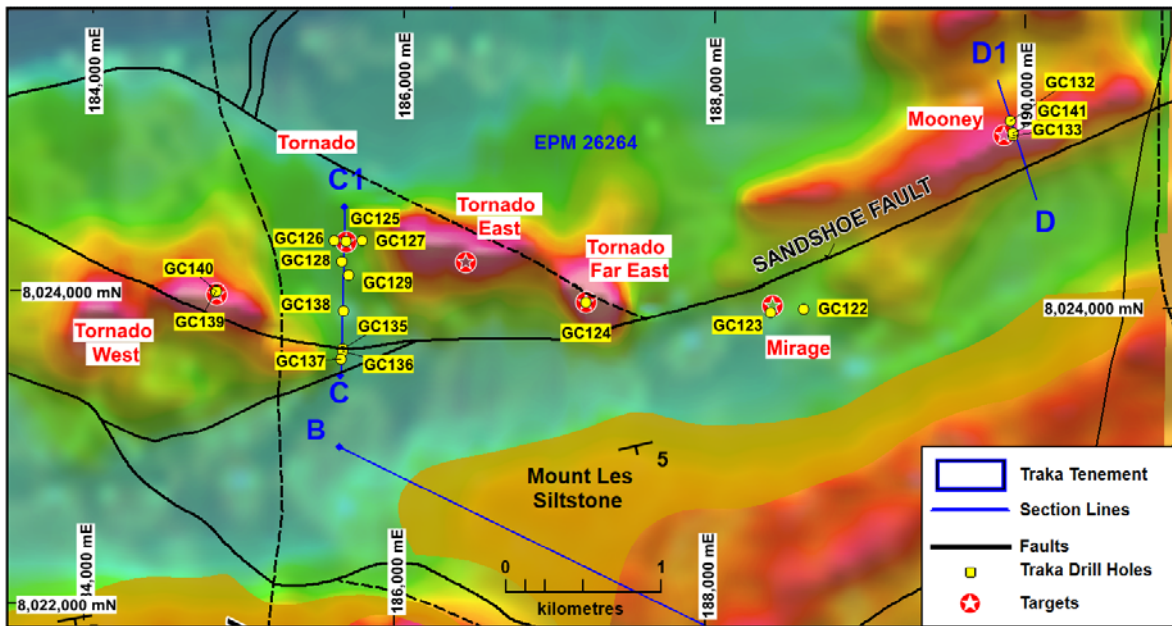 184,000 mE
186,000 mE
188,000 mE
190,000 mE
D1
GC132
GC141
GC133
Mooney
Tornado
EPM 26264
C1
GC125
Tornado
East
GC126
GC127
D
SANDSHOE FAULT
GC128
Tornado
Far East
GC140
GC129
8,024,000 mN
GC138
8,024,000 mN
GC139
GC135
GC124
GC123
GC122
Tornado
West
GC137
GC136
Mirage
C
B
5
Mount Les
Siltstone
Traka Tenement
Section Lines
Faults
Traka Drill Holes
Targets
0
1
kilometres
8,022,000 mN
186,000 mE
188,000 mE